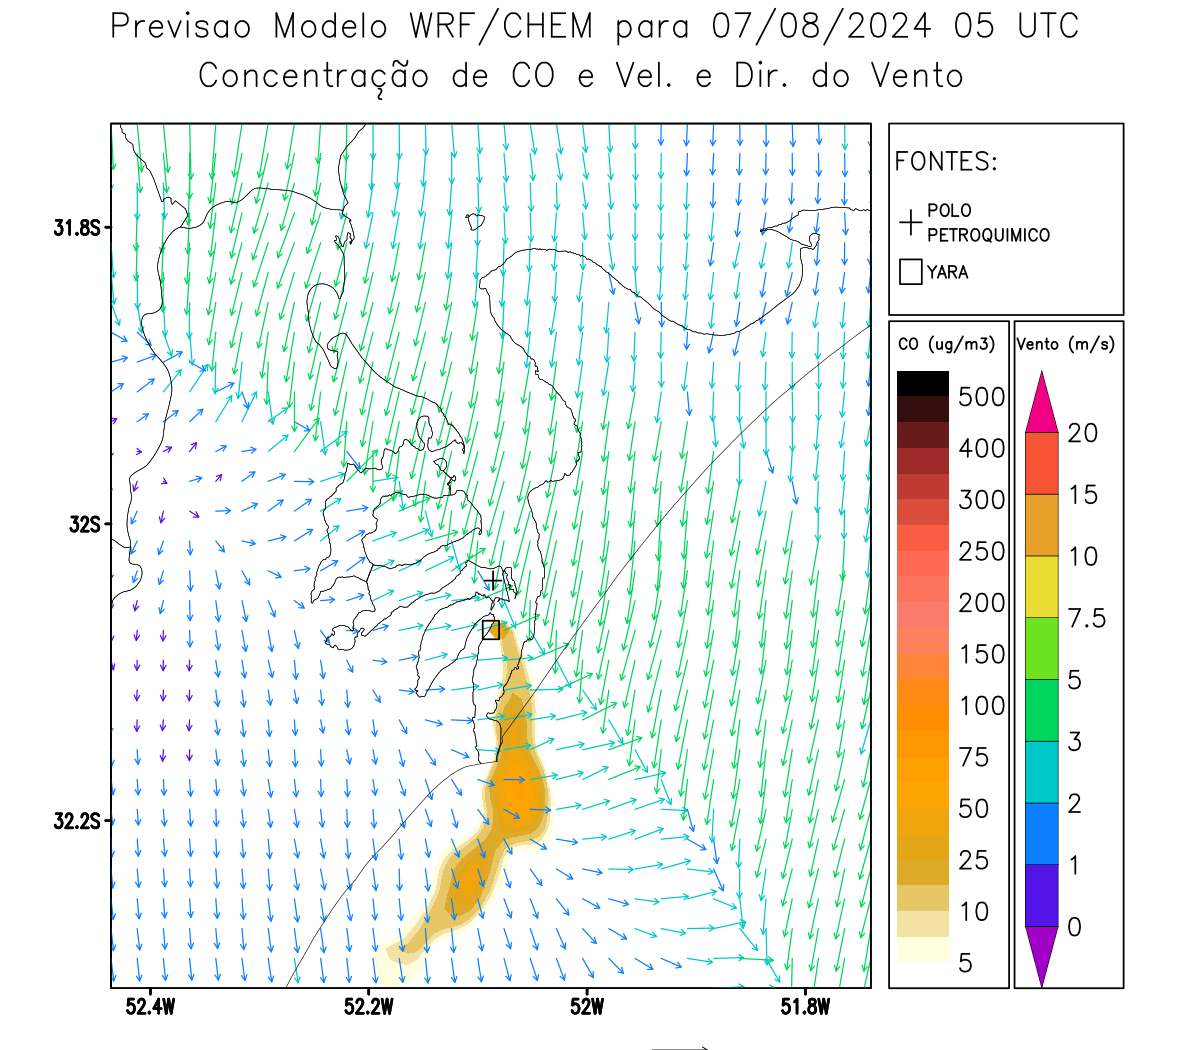 Previsao Modelo WRF/CHEM para 07/08/2024 05 UTC
Concentração de CO e Vel. e Dir. do Vento
FONTES:
POLO
PETROQUIMICO
YARA
CO (ug/m3)
500
400
300
250
200
150
100
75
50
25
10
5
Vento (m/s)
20
15
10
7.5
5
3
2
1
0
31.8S
32S
32.2S
52.4W
52.2W
52W
51.8W